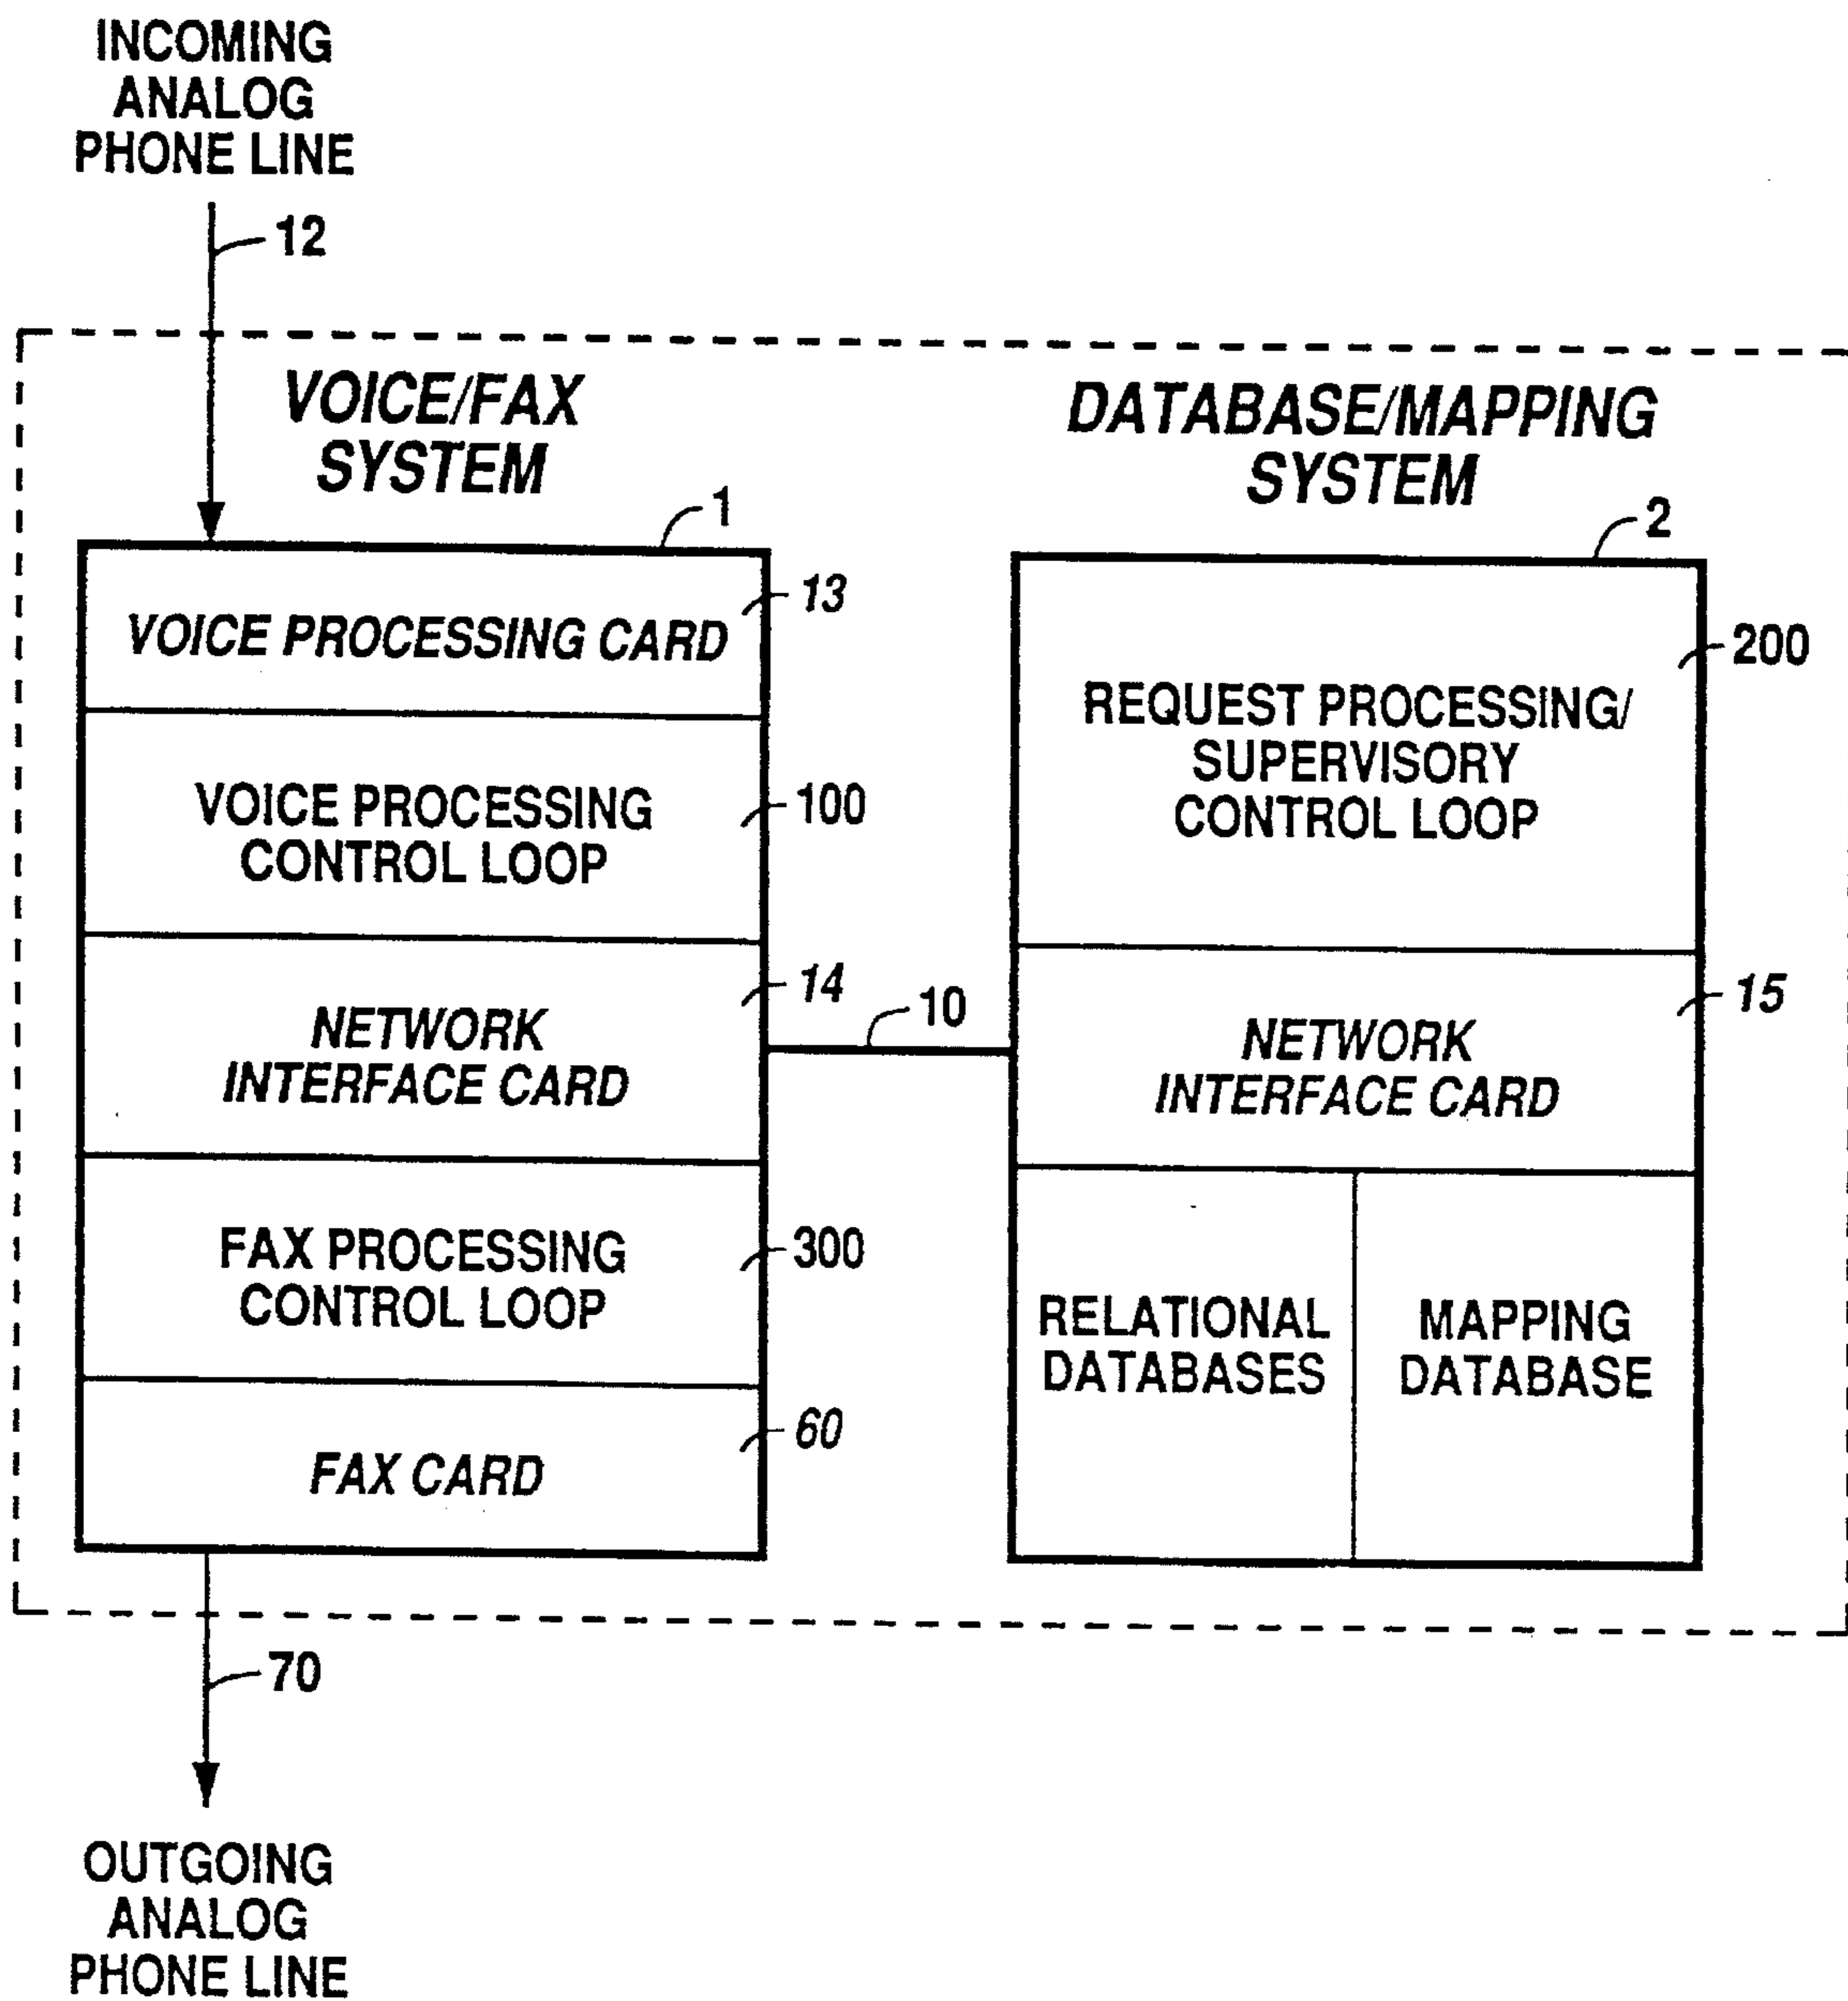 INCOMING
ANALOG
PHONE LINE
12
VOICE/FAX
SYSTEM
1
13
VOICE PROCESSING CARD
VOICE PROCESSING
CONTROL LOOP
100
14
NETWORK
INTERFACE CARD
10
FAX PROCESSING
CONTROL LOOP
300
60
FAX CARD
DATABASE/MAPPING
SYSTEM
2
200
REQUEST PROCESSING/
SUPERVISORY
CONTROL LOOP
15
NETWORK
INTERFACE CARD
RELATIONAL
DATABASES
MAPPING
DATABASE
70
OUTGOING
ANALOG
PHONE LINE